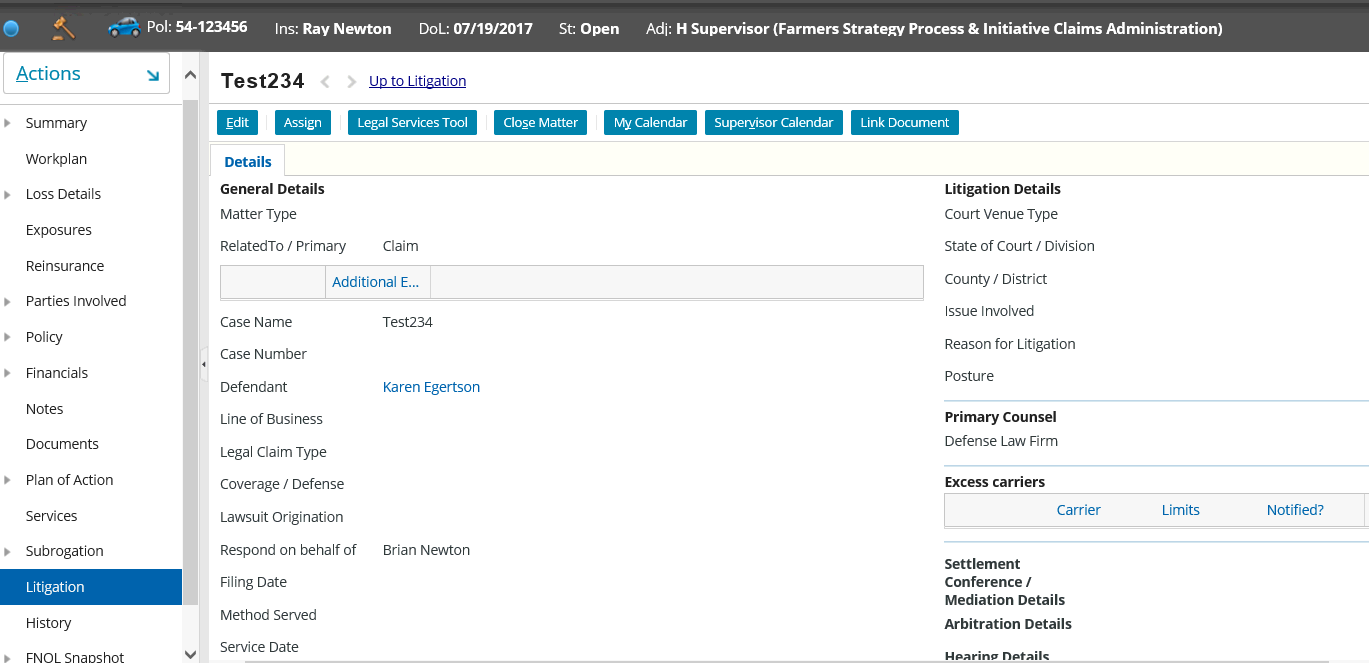 Pol: 54-123456 Ins: Ray Newton DoL: 07/19/2017 St: Open Adj: H Supervisor (Farmers Strategy Process & Initiative Claims Administration)
Actions
Summary
Workplan
Loss Details
Exposures
Reinsurance
Parties Involved
Policy
Financials
Notes
Documents
Plan of Action
Services
Subrogation
Litigation
History
FNOL Snapshot
Test234 Up to Litigation
Edit Assign Legal Services Tool Close Matter My Calendar Supervisor Calendar Link Document
Details
General Details
Matter Type
RelatedTo / Primary Claim
Additional E...
Case Name Test234
Case Number
Defendant Karen Egertson
Line of Business
Legal Claim Type
Coverage / Defense
Lawsuit Origination
Respond on behalf of Brian Newton
Filing Date
Method Served
Service Date
Litigation Details
Court Venue Type
State of Court / Division
County / District
Issue Involved
Reason for Litigation
Posture
Primary Counsel
Defense Law Firm
Excess carriers
Carrier Limits Notified?
Settlement
Conference /
Mediation Details
Arbitration Details
Hearing Details